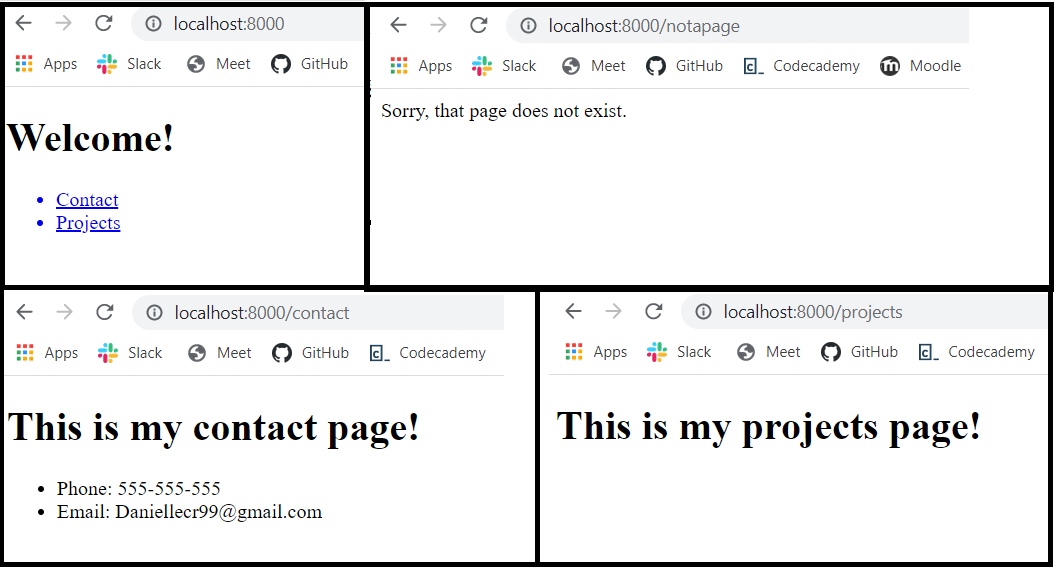 localhost:8000
Apps Slack Meet GitHub
Welcome!
Contact
Projects
localhost:8000/notapage
Apps Slack Meet GitHub Codecademy Moodle
Sorry, that page does not exist.
localhost:8000/contact
Apps Slack Meet GitHub Codecademy
This is my contact page!
Phone: 555-555-555
Email: Daniellecr99@gmail.com
localhost:8000/projects
Apps Slack Meet GitHub Codecademy
This is my projects page!